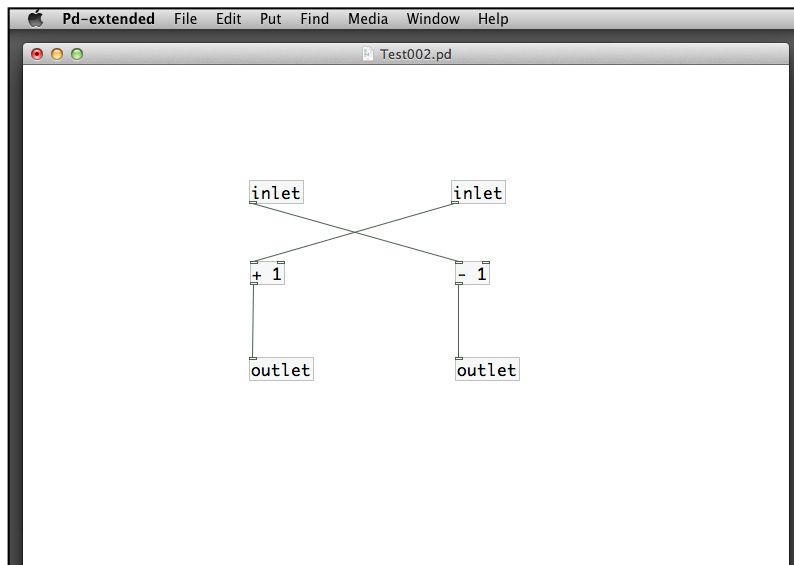 Pd-extended File Edit Put Find Media Window Help
Test002.pd
inlet inlet
+ 1 - 1
outlet outlet